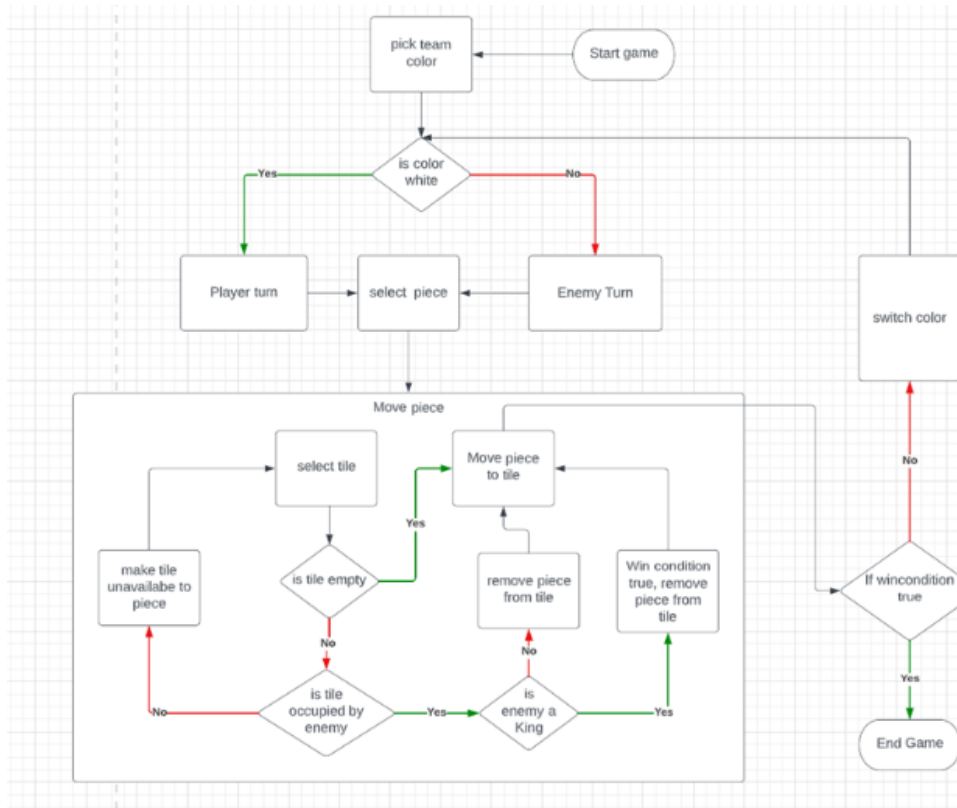 pick team
color
Start game
is color
white
Yes
No
Player turn
select piece
Enemy Turn
switch color
Move piece
select tile
Move piece
to tile
Yes
No
make tile
unavailabe to
piece
is tile empty
remove piece
from tile
Win condition
true, remove
piece from
tile
If wincondition
true
No
No
Yes
No
is tile
occupied by
enemy
Yes
is
enemy a
King
Yes
End Game